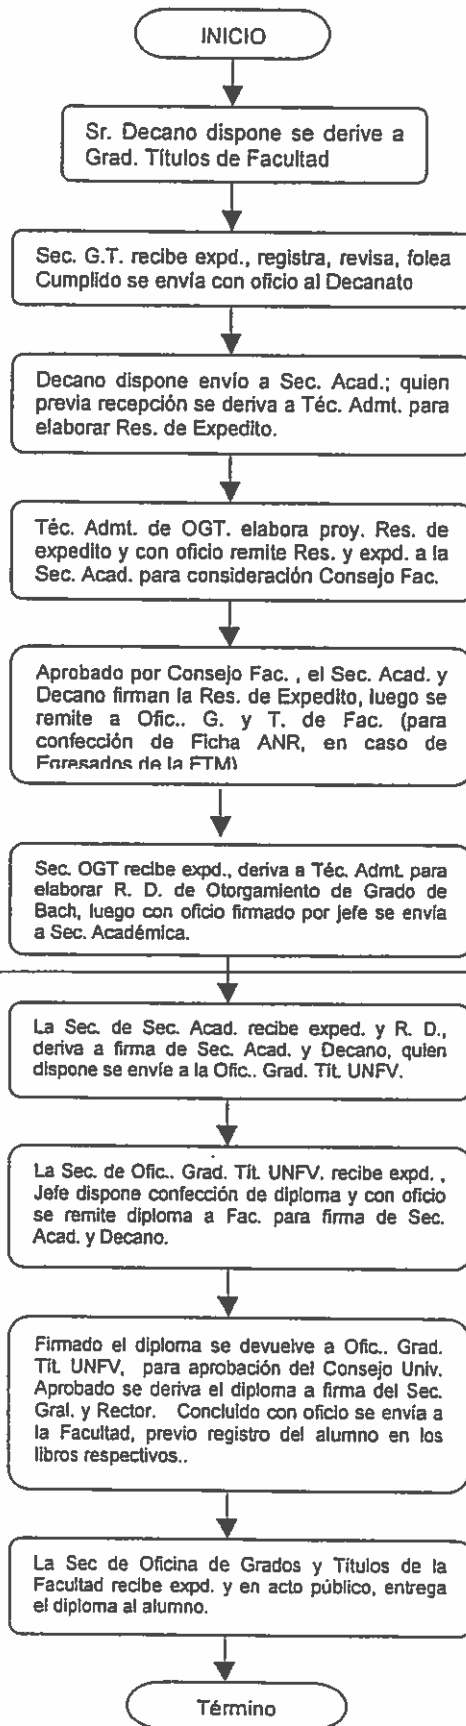 INICIO
Sr. Decano dispone se derive a
Grad. Títulos de Facultad
Sec. G.T. recibe expd., registra, revisa, folea
Cumplido se envía con oficio al Decanato
Decano dispone envío a Sec. Acad.; quien
previa recepción se deriva a Téc. Admt. para
elaborar Res. de Expedito.
Téc. Admt. de OGT. elabora proy. Res. de
expedito y con oficio remite Res. y expd. a la
Sec. Acad. para consideración Consejo Fac.
Aprobado por Consejo Fac. , el Sec. Acad. y
Decano firman la Res. de Expedito, luego se
remite a Ofic.. G. y T. de Fac. (para
confección de Ficha ANR, en caso de
Egresados de la FTM)
Sec. OGT recibe expd., deriva a Téc. Admt. para
elaborar R. D. de Otorgamiento de Grado de
Bach, luego con oficio firmado por jefe se envía
a Sec. Académica.
La Sec. de Sec. Acad. recibe exped. y R. D.,
deriva a firma de Sec. Acad. y Decano, quien
dispone se envíe a la Ofic.. Grad. Tít. UNFV.
La Sec. de Ofic.. Grad. Tít. UNFV. recibe expd. ,
Jefe dispone confección de diploma y con oficio
se remite diploma a Fac. para firma de Sec.
Acad. y Decano.
Firmado el diploma se devuelve a Ofic.. Grad.
Tít. UNFV, para aprobación del Consejo Univ.
Aprobado se deriva el diploma a firma del Sec.
Gral. y Rector. Concluido con oficio se envía a
la Facultad, previo registro del alumno en los
libros respectivos..
La Sec de Oficina de Grados y Títulos de la
Facultad recibe expd. y en acto público, entrega
el diploma al alumno.
Término